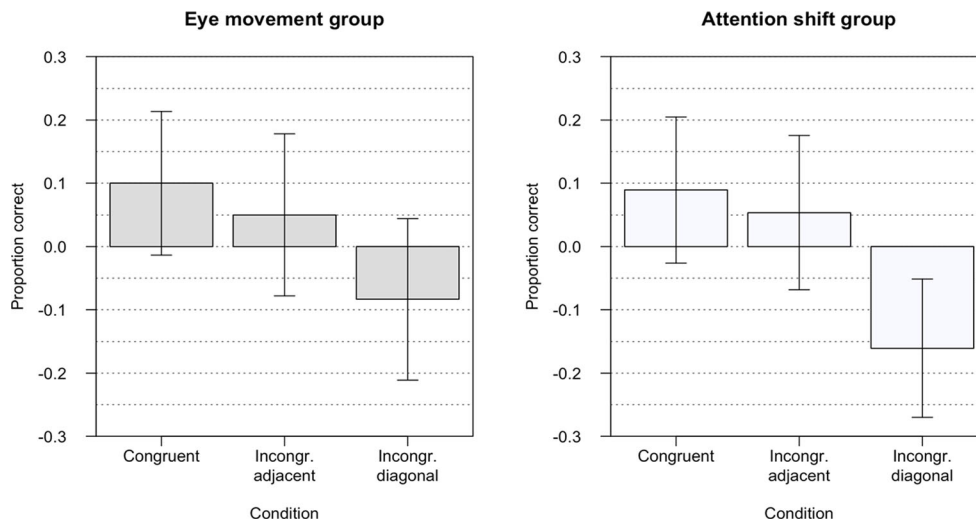 Eye movement group
Proportion correct
0.3
0.2
0.1
0.0
-0.1
-0.2
-0.3
Congruent
Incongr.
adjacent
Incongr.
diagonal
Condition
Attention shift group
Proportion correct
0.3
0.2
0.1
0.0
-0.1
-0.2
-0.3
Congruent
Incongr.
adjacent
Incongr.
diagonal
Condition